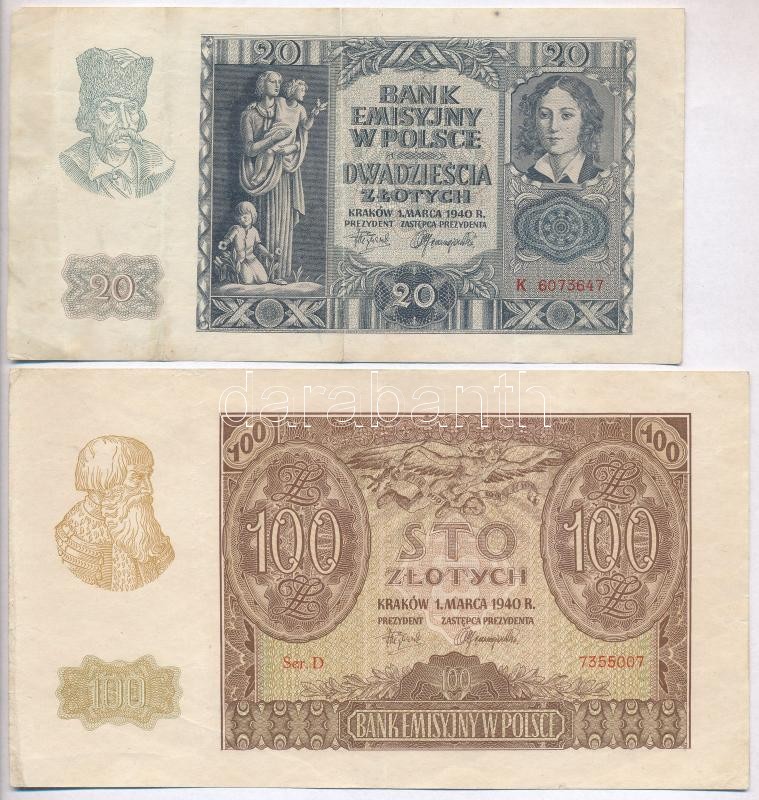 20
20
BANK
EMISYJNY
W POLSCE
DWADZIEŚCIA
ZŁOTYCH
KRAKÓW 1. MARCA 1940 R.
PREZYDENT ZASTĘPCA PREZYDENTA
K 6073647
20
20
darabanth
100
100
100
100
STO
ZŁOTYCH
KRAKÓW 1. MARCA 1940 R.
PREZYDENT ZASTĘPCA PREZYDENTA
Ser. D
7355007
100
100
BANK EMISYJNY W POLSCE